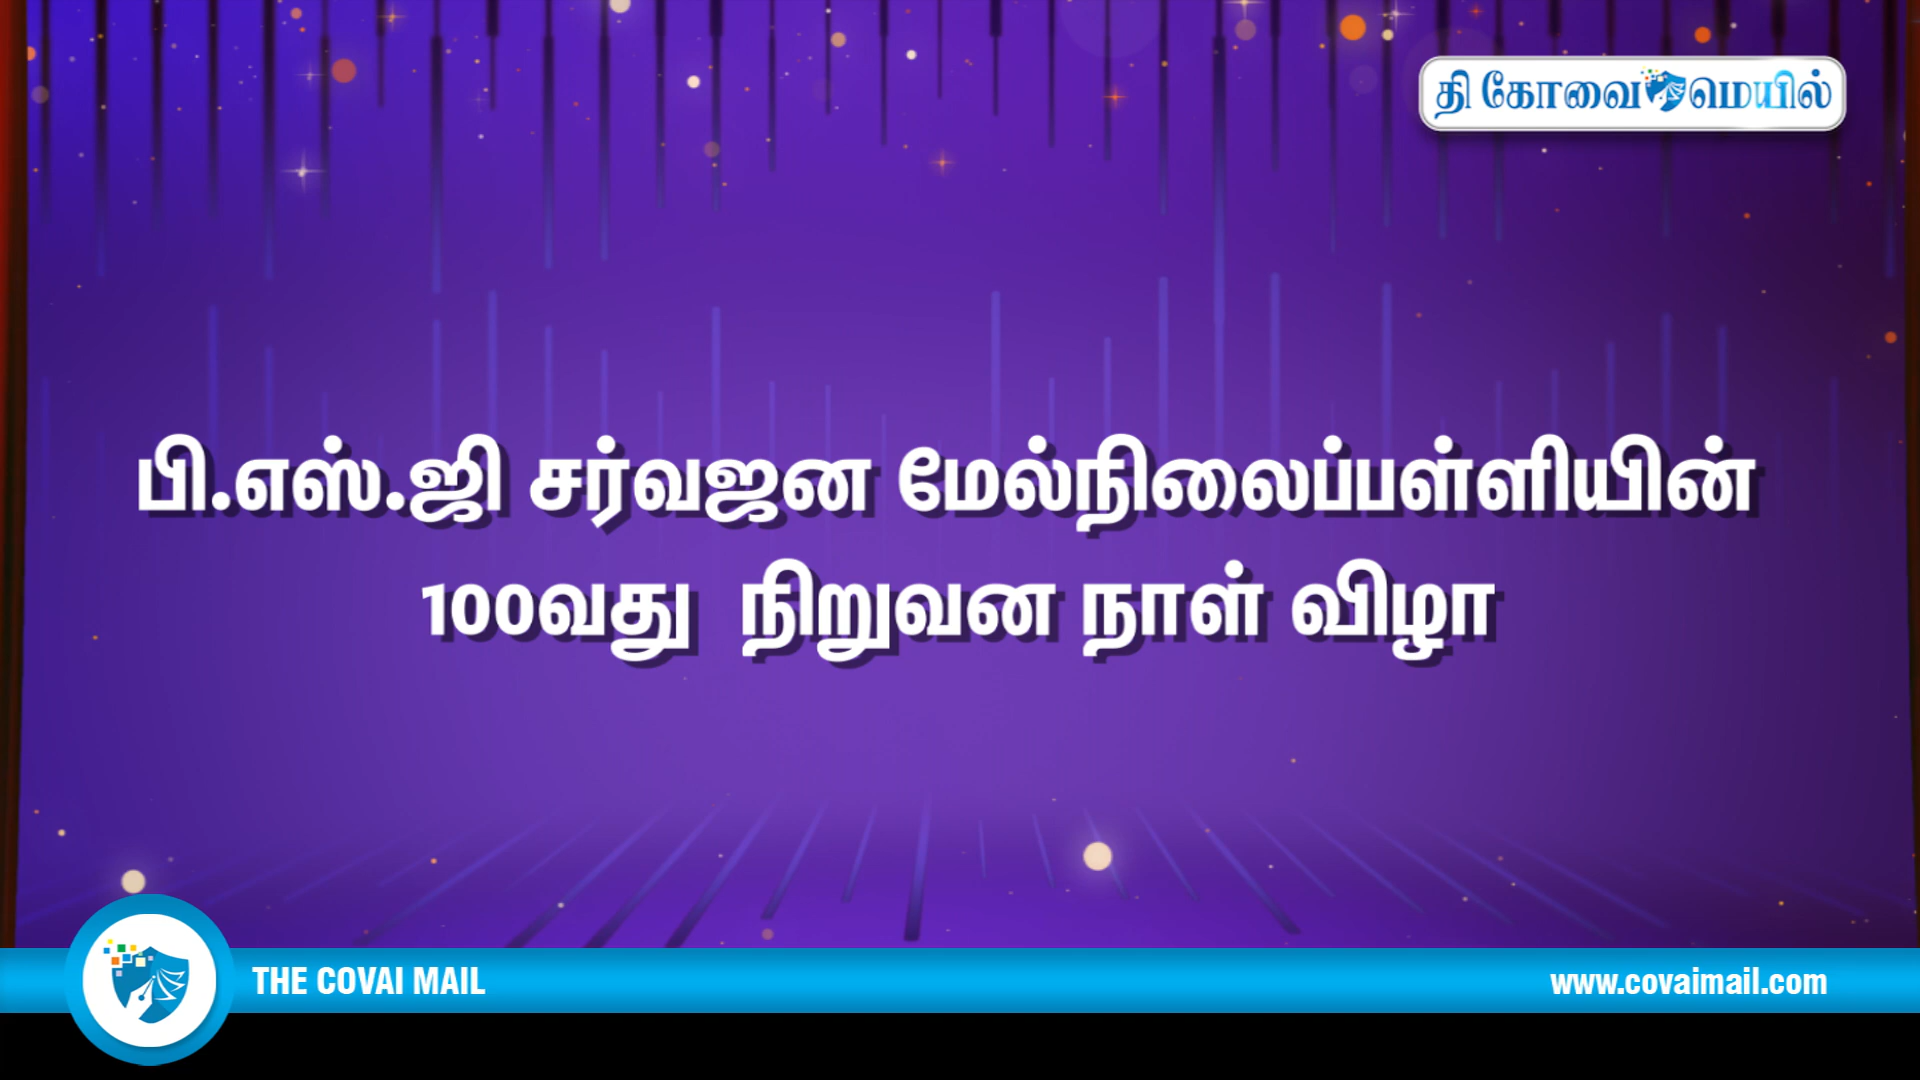 தி கோவை மெயில்
பி.எஸ்.ஜி சர்வஜன மேல்நிலைப்பள்ளியின்
100வது நிறுவன நாள் விழா
THE COVAI MAIL
www.covaimail.com